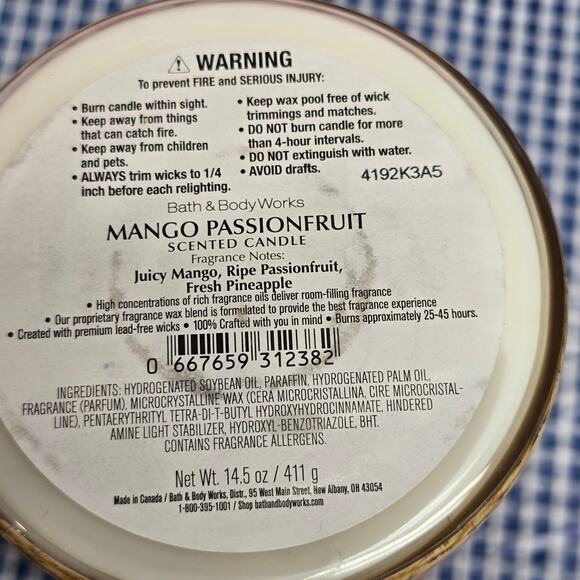 ⚠ WARNING
To prevent FIRE and SERIOUS INJURY:
• Burn candle within sight.
• Keep away from things
that can catch fire.
• Keep away from children
and pets.
• ALWAYS trim wicks to 1/4
inch before each relighting.
• Keep wax pool free of wick
trimmings and matches.
• DO NOT burn candle for more
than 4-hour intervals.
• DO NOT extinguish with water.
• AVOID drafts.
4192K3A5
Bath & Body Works
MANGO PASSIONFRUIT
SCENTED CANDLE
Fragrance Notes:
Juicy Mango, Ripe Passionfruit,
Fresh Pineapple
• High concentrations of rich fragrance oils deliver room-filling fragrance
• Our proprietary fragrance wax blend is formulated to provide the best fragrance experience
• Created with premium lead-free wicks • 100% Crafted with you in mind • Burns approximately 25-45 hours.
0 667659 312382
INGREDIENTS: HYDROGENATED SOYBEAN OIL, PARAFFIN, HYDROGENATED PALM OIL,
FRAGRANCE (PARFUM), MICROCRYSTALLINE WAX (CERA MICROCRISTALLINA, CIRE MICROCRISTAL-
LINE), PENTAERYTHRITYL TETRA-DI-T-BUTYL HYDROXYHYDROCINNAMATE, HINDERED
AMINE LIGHT STABILIZER, HYDROXYL-BENZOTRIAZOLE, BHT.
CONTAINS FRAGRANCE ALLERGENS.
Net Wt. 14.5 oz / 411 g
Made in Canada / Bath & Body Works, Distr., 95 West Main Street, New Albany, OH 43054
1-800-395-1001 / Shop bathandbodyworks.com